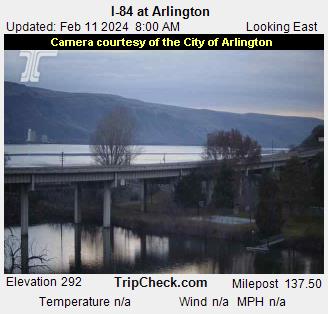 I-84 at Arlington
Updated: Feb 11 2024 8:00 AM Looking East
Camera courtesy of the City of Arlington
Elevation 292 TripCheck.com Milepost 137.50
Temperature n/a Wind n/a MPH n/a